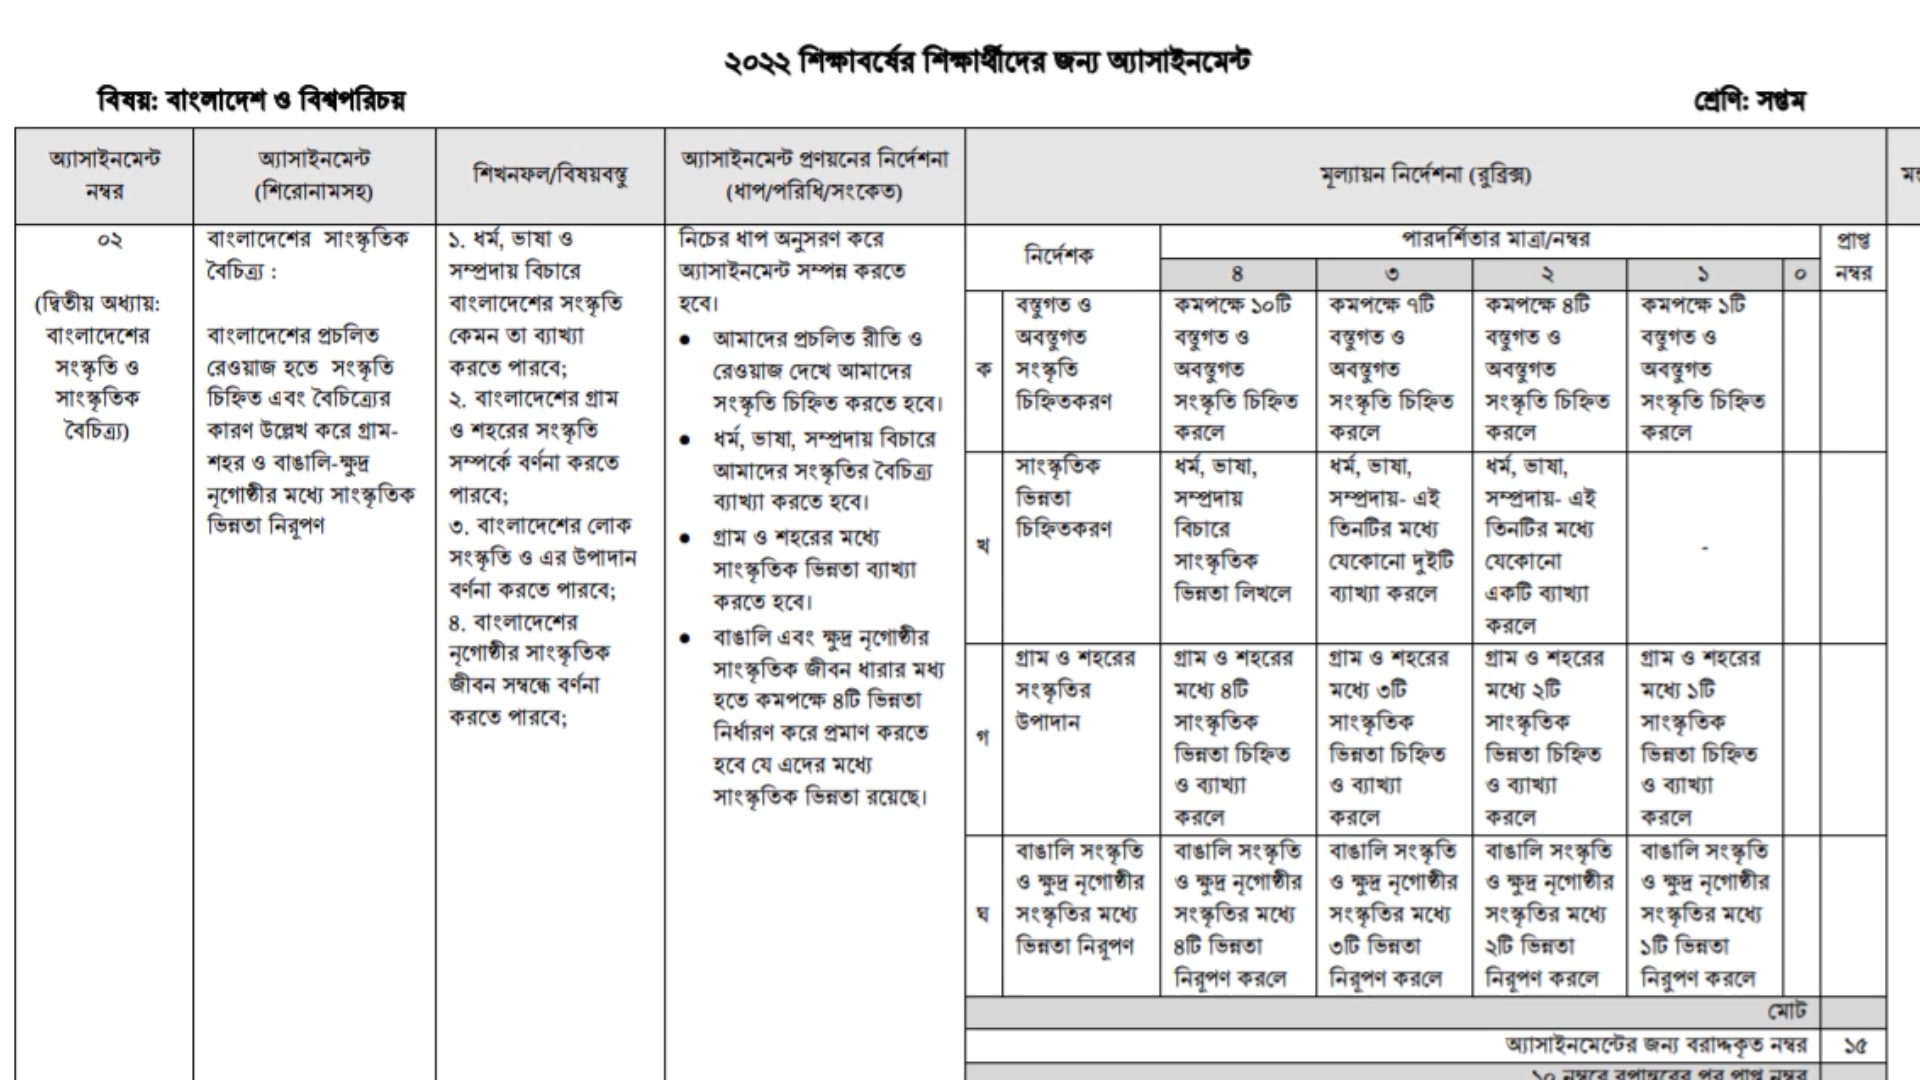 ২০২২ শিক্ষাবর্ষের শিক্ষার্থীদের জন্য অ্যাসাইনমেন্ট
বিষয়: বাংলাদেশ ও বিশ্বপরিচয়
শ্রেণি: সপ্তম
অ্যাসাইনমেন্ট
নম্বর
অ্যাসাইনমেন্ট
(শিরোনামসহ)
শিখনফল/বিষয়বস্তু
অ্যাসাইনমেন্ট প্রণয়নের নির্দেশনা
(ধাপ/পরিধি/সংকেত)
মূল্যায়ন নির্দেশনা (রুব্রিক্স)
০২
(দ্বিতীয় অধ্যায়:
বাংলাদেশের
সংস্কৃতি ও
সাংস্কৃতিক
বৈচিত্র্য)
বাংলাদেশের সাংস্কৃতিক
বৈচিত্র্য :
বাংলাদেশের প্রচলিত
রেওয়াজ হতে সংস্কৃতি
চিহ্নিত এবং বৈচিত্র্যের
কারণ উল্লেখ করে গ্রাম-
শহর ও বাঙালি-ক্ষুদ্র
নৃগোষ্ঠীর মধ্যে সাংস্কৃতিক
ভিন্নতা নিরূপণ
১. ধর্ম, ভাষা ও
সম্প্রদায় বিচারে
বাংলাদেশের সংস্কৃতি
কেমন তা ব্যাখ্যা
করতে পারবে;
২. বাংলাদেশের গ্রাম
ও শহরের সংস্কৃতি
সম্পর্কে বর্ণনা করতে
পারবে;
৩. বাংলাদেশের লোক
সংস্কৃতি ও এর উপাদান
বর্ণনা করতে পারবে;
৪. বাংলাদেশের
নৃগোষ্ঠীর সাংস্কৃতিক
জীবন সম্বন্ধে বর্ণনা
করতে পারবে;
নিচের ধাপ অনুসরণ করে
অ্যাসাইনমেন্ট সম্পন্ন করতে
হবে।
● আমাদের প্রচলিত রীতি ও
রেওয়াজ দেখে আমাদের
সংস্কৃতি চিহ্নিত করতে হবে।
● ধর্ম, ভাষা, সম্প্রদায় বিচারে
আমাদের সংস্কৃতির বৈচিত্র্য
ব্যাখ্যা করতে হবে।
● গ্রাম ও শহরের মধ্যে
সাংস্কৃতিক ভিন্নতা ব্যাখ্যা
করতে হবে।
● বাঙালি এবং ক্ষুদ্র নৃগোষ্ঠীর
সাংস্কৃতিক জীবন ধারার মধ্য
হতে কমপক্ষে ৪টি ভিন্নতা
নির্ধারণ করে প্রমাণ করতে
হবে যে এদের মধ্যে
সাংস্কৃতিক ভিন্নতা রয়েছে।
নির্দেশক
পারদর্শিতার মাত্রা/নম্বর
প্রাপ্ত
নম্বর
৪
৩
২
১
০
ক
বস্তুগত ও
অবস্তুগত
সংস্কৃতি
চিহ্নিতকরণ
কমপক্ষে ১০টি
বস্তুগত ও
অবস্তুগত
সংস্কৃতি চিহ্নিত
করলে
কমপক্ষে ৭টি
বস্তুগত ও
অবস্তুগত
সংস্কৃতি চিহ্নিত
করলে
কমপক্ষে ৪টি
বস্তুগত ও
অবস্তুগত
সংস্কৃতি চিহ্নিত
করলে
কমপক্ষে ১টি
বস্তুগত ও
অবস্তুগত
সংস্কৃতি চিহ্নিত
করলে
খ
সাংস্কৃতিক
ভিন্নতা
চিহ্নিতকরণ
ধর্ম, ভাষা,
সম্প্রদায়
বিচারে
সাংস্কৃতিক
ভিন্নতা লিখলে
ধর্ম, ভাষা,
সম্প্রদায়- এই
তিনটির মধ্যে
যেকোনো দুইটি
ব্যাখ্যা করলে
ধর্ম, ভাষা,
সম্প্রদায়- এই
তিনটির মধ্যে
যেকোনো
একটি ব্যাখ্যা
করলে
-
গ
গ্রাম ও শহরের
সংস্কৃতির
উপাদান
গ্রাম ও শহরের
মধ্যে ৪টি
সাংস্কৃতিক
ভিন্নতা চিহ্নিত
ও ব্যাখ্যা
করলে
গ্রাম ও শহরের
মধ্যে ৩টি
সাংস্কৃতিক
ভিন্নতা চিহ্নিত
ও ব্যাখ্যা
করলে
গ্রাম ও শহরের
মধ্যে ২টি
সাংস্কৃতিক
ভিন্নতা চিহ্নিত
ও ব্যাখ্যা
করলে
গ্রাম ও শহরের
মধ্যে ১টি
সাংস্কৃতিক
ভিন্নতা চিহ্নিত
ও ব্যাখ্যা
করলে
ঘ
বাঙালি সংস্কৃতি
ও ক্ষুদ্র নৃগোষ্ঠীর
সংস্কৃতির মধ্যে
ভিন্নতা নিরূপণ
বাঙালি সংস্কৃতি
ও ক্ষুদ্র নৃগোষ্ঠীর
সংস্কৃতির মধ্যে
৪টি ভিন্নতা
নিরূপণ করলে
বাঙালি সংস্কৃতি
ও ক্ষুদ্র নৃগোষ্ঠীর
সংস্কৃতির মধ্যে
৩টি ভিন্নতা
নিরূপণ করলে
বাঙালি সংস্কৃতি
ও ক্ষুদ্র নৃগোষ্ঠীর
সংস্কৃতির মধ্যে
২টি ভিন্নতা
নিরূপণ করলে
বাঙালি সংস্কৃতি
ও ক্ষুদ্র নৃগোষ্ঠীর
সংস্কৃতির মধ্যে
১টি ভিন্নতা
নিরুপণ করলে
মোট
অ্যাসাইনমেন্টের জন্য বরাদ্দকৃত নম্বর
১৫
১০ নম্বরে রূপান্তরের পর প্রাপ্ত নম্বর